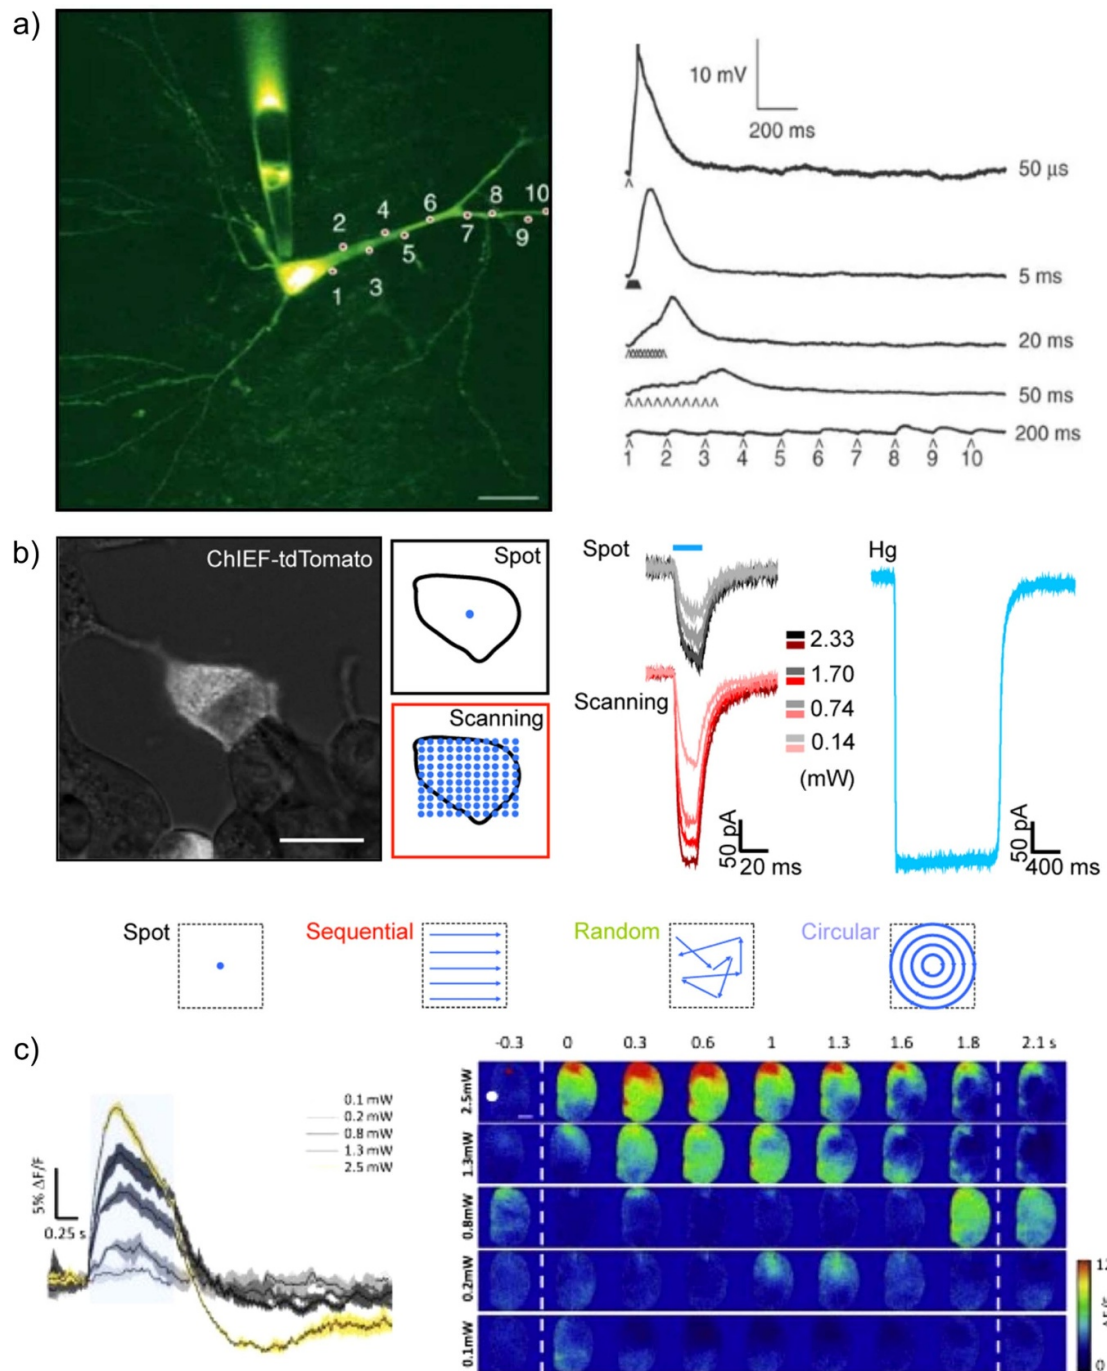 a)
2
4
6
8
10
1
3
5
7
9
10 mV
200 ms
50 μs
5 ms
20 ms
50 ms
200 ms
^
^^^^^^^^^^
1 2 3 4 5 6 7 8 9 10
b)
ChIEF-tdTomato
Spot
Scanning
Spot
Scanning
2.33
1.70
0.74
0.14
(mW)
50 pA
20 ms
Hg
50 pA
400 ms
Spot
Sequential
Random
Circular
c)
5% ΔF/F
0.25 s
0.1 mW
0.2 mW
0.8 mW
1.3 mW
2.5 mW
-0.3 0 0.3 0.6 1 1.3 1.6 1.8 2.1 s
2.5mW
1.3mW
0.8mW
0.2mW
0.1mW
12
0